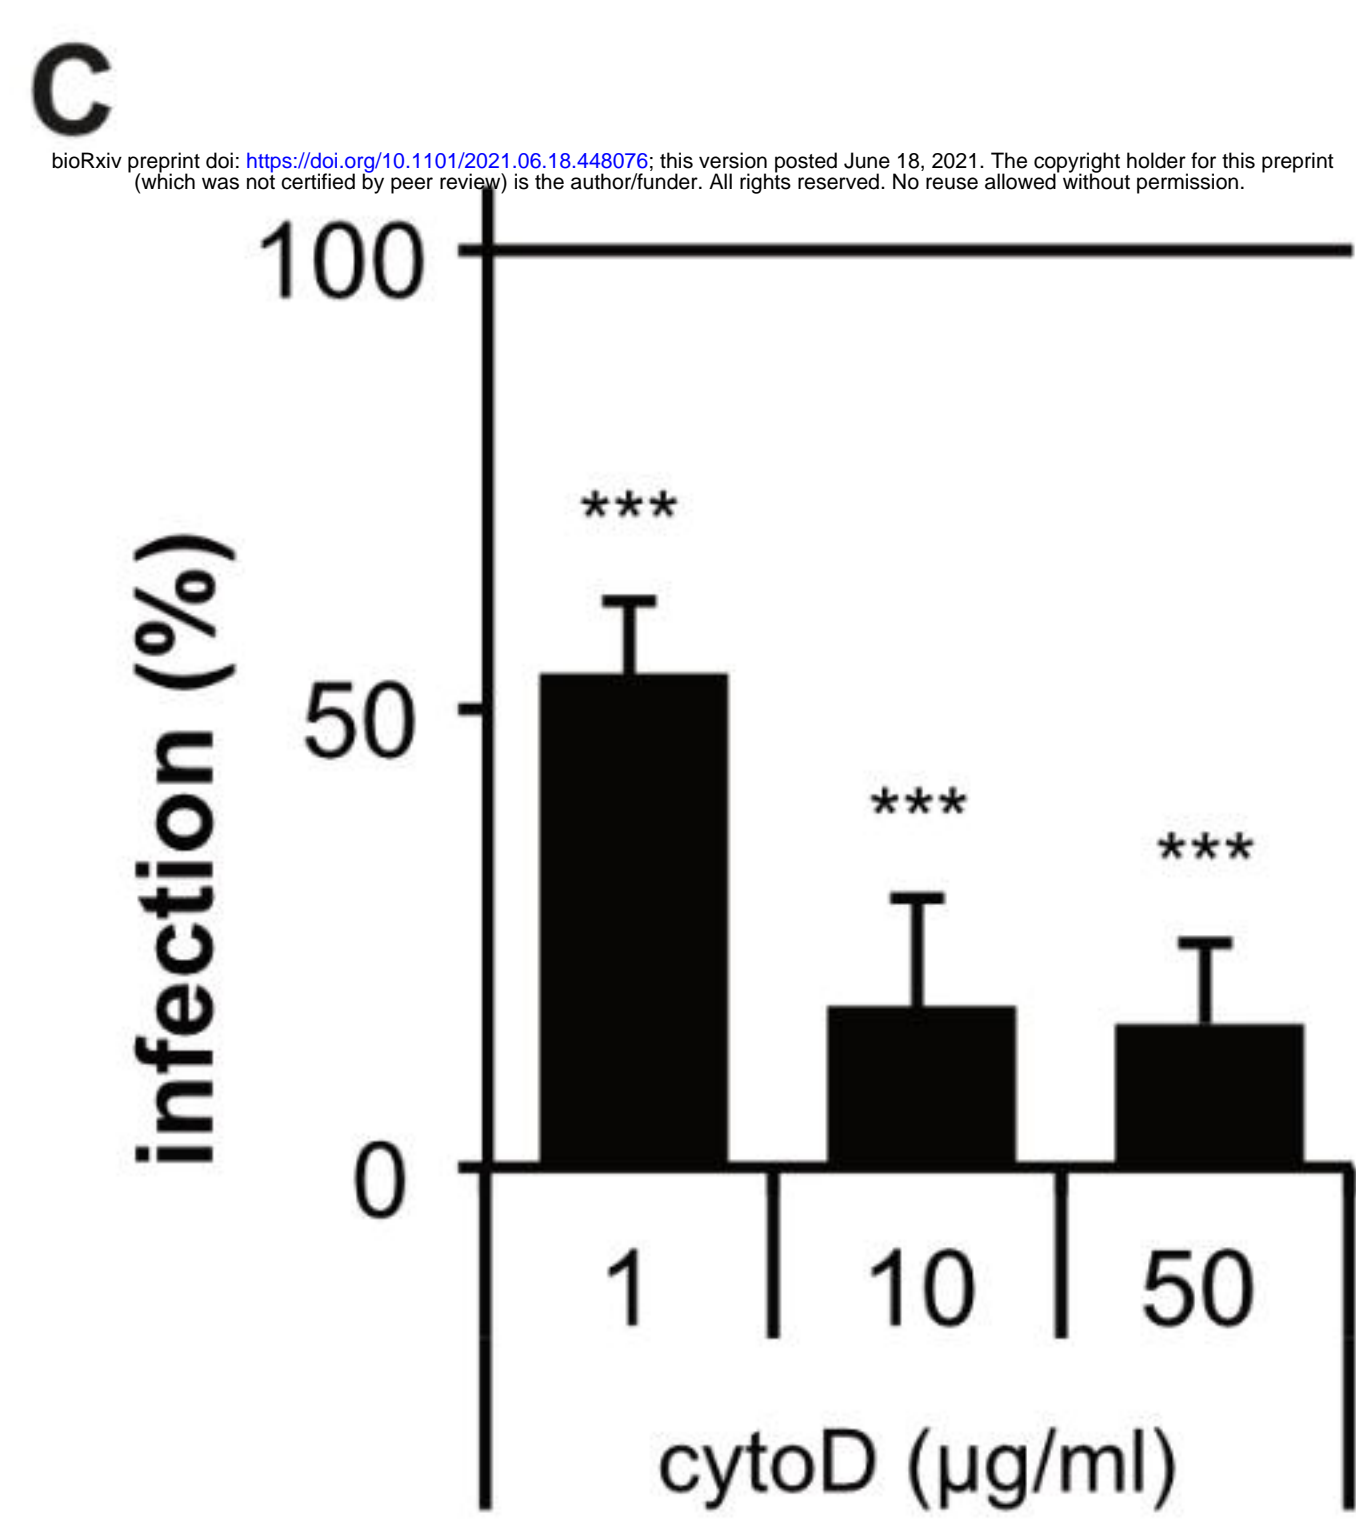 C
bioRxiv preprint doi: https://doi.org/10.1101/2021.06.18.448076; this version posted June 18, 2021. The copyright holder for this preprint
(which was not certified by peer review) is the author/funder. All rights reserved. No reuse allowed without permission.
100
***
infection (%)
50
***
***
0
1 10 50
cytoD (µg/ml)